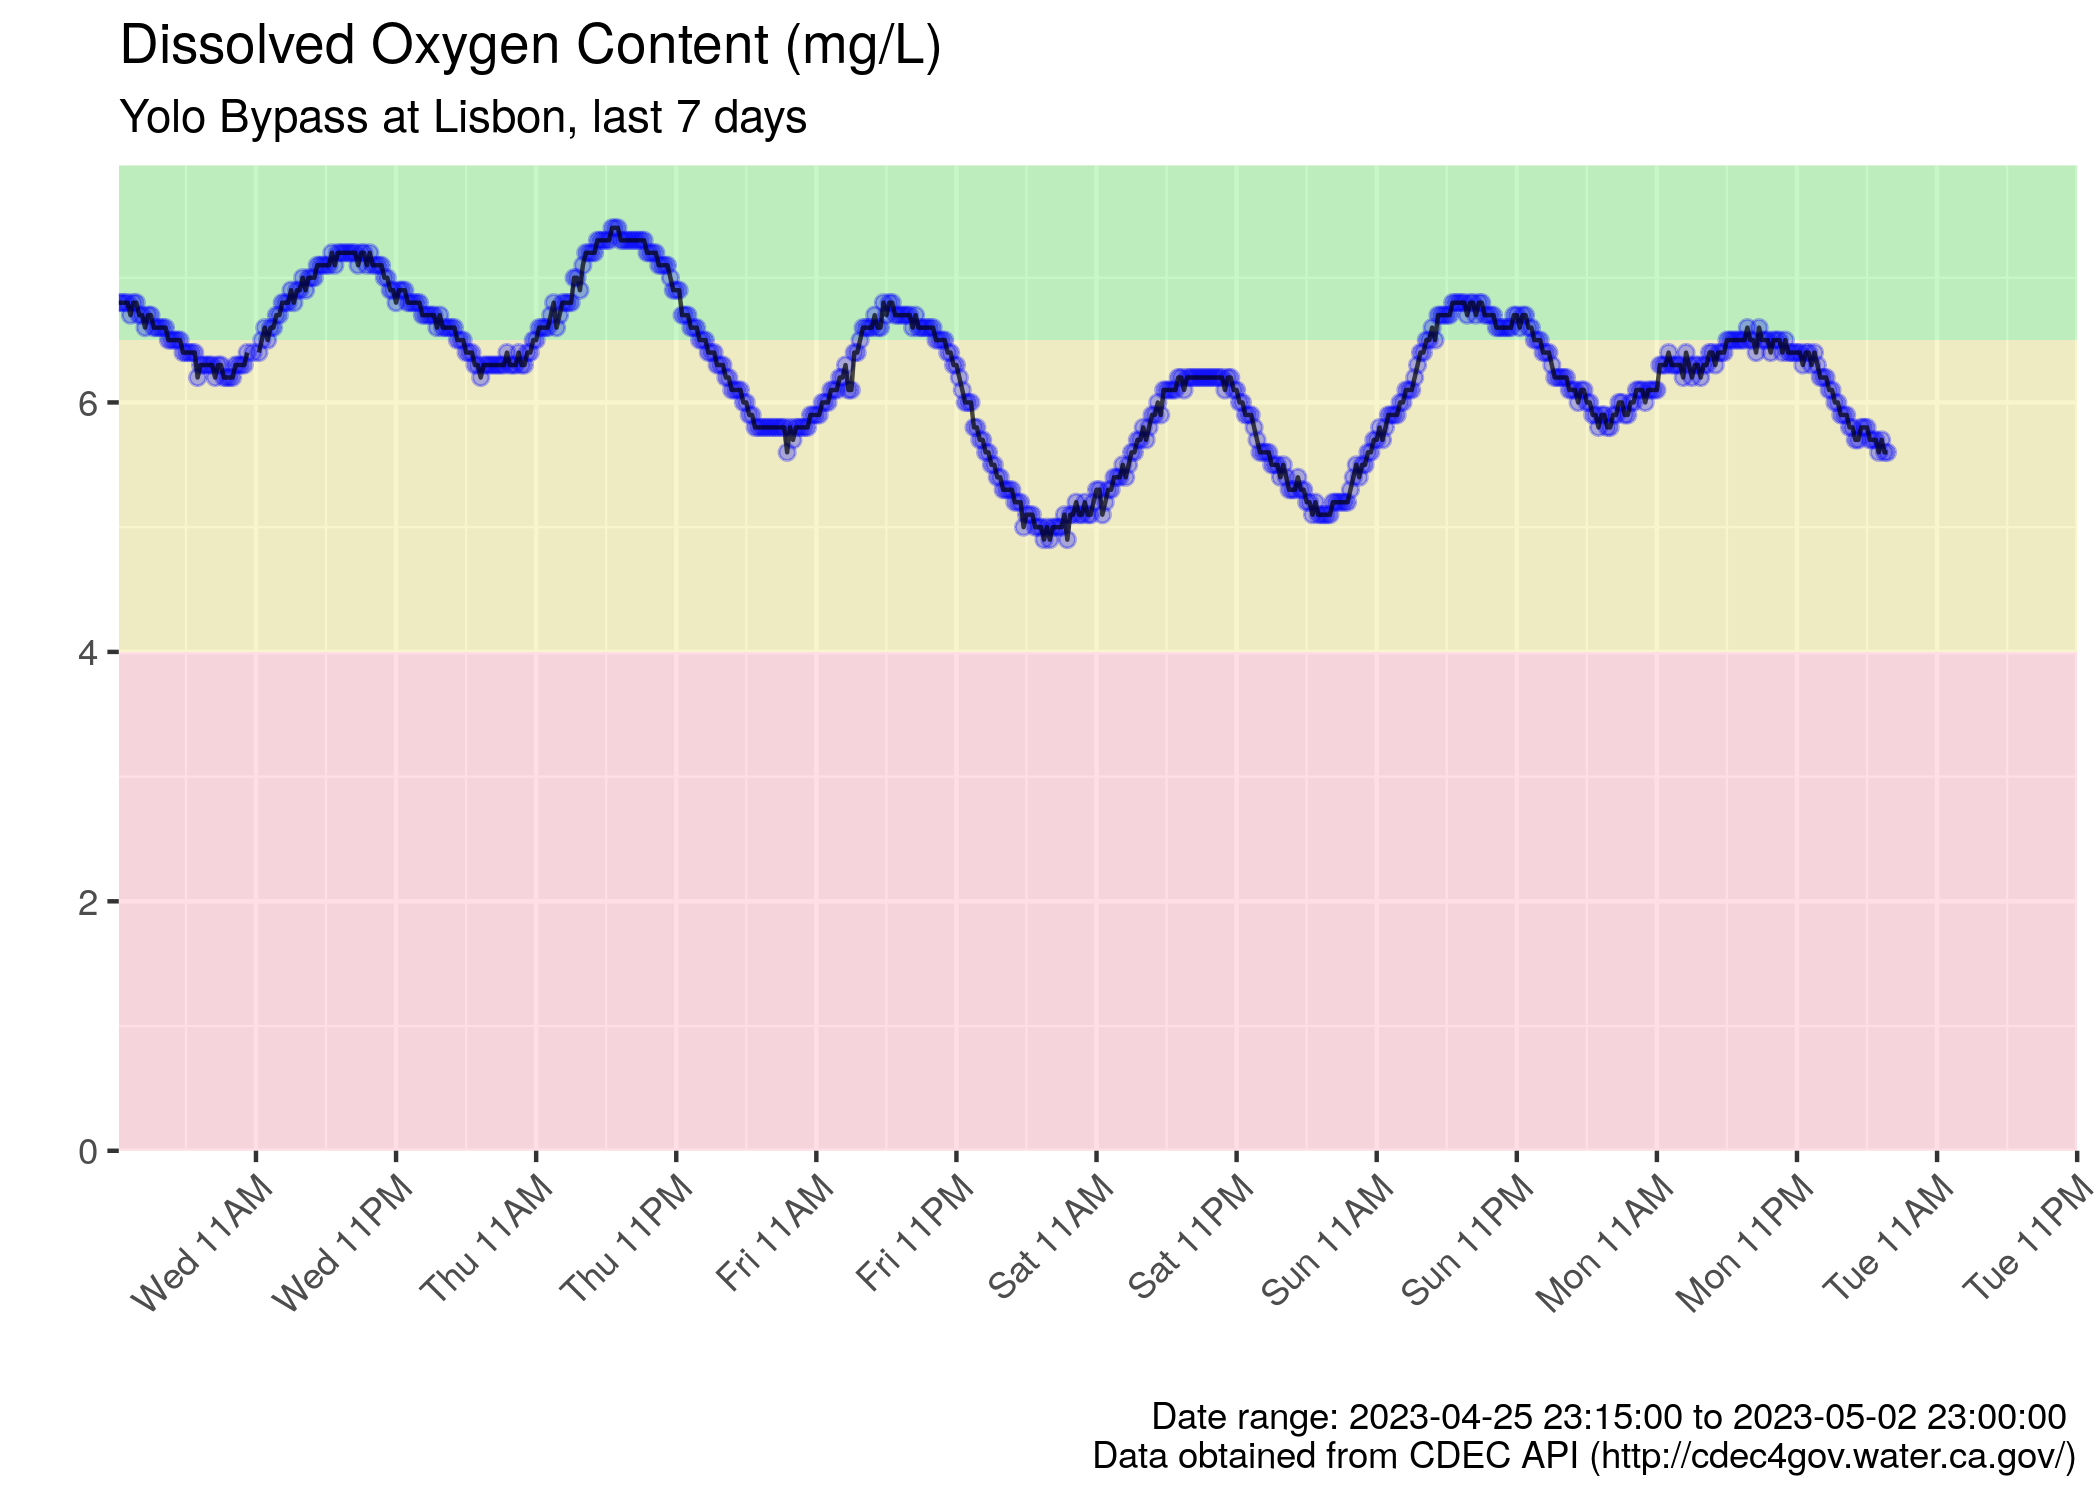 Dissolved Oxygen Content (mg/L)
Yolo Bypass at Lisbon, last 7 days
6
4
2
0
Wed 11AM
Wed 11PM
Thu 11AM
Thu 11PM
Fri 11AM
Fri 11PM
Sat 11AM
Sat 11PM
Sun 11AM
Sun 11PM
Mon 11AM
Mon 11PM
Tue 11AM
Tue 11PM
Date range: 2023-04-25 23:15:00 to 2023-05-02 23:00:00
Data obtained from CDEC API (http://cdec4gov.water.ca.gov/)